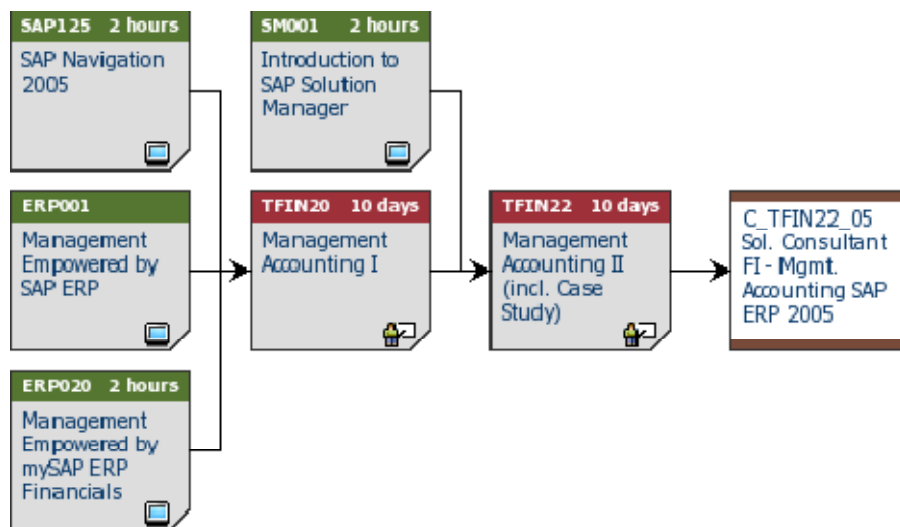 SAP125 2 hours
SAP Navigation
2005
SM001 2 hours
Introduction to
SAP Solution
Manager
ERP001
Management
Empowered by
SAP ERP
TFIN20 10 days
Management
Accounting I
TFIN22 10 days
Management
Accounting II
(incl. Case
Study)
C_TFIN22_05
Sol. Consultant
FI - Mgmt.
Accounting SAP
ERP 2005
ERP020 2 hours
Management
Empowered by
mySAP ERP
Financials